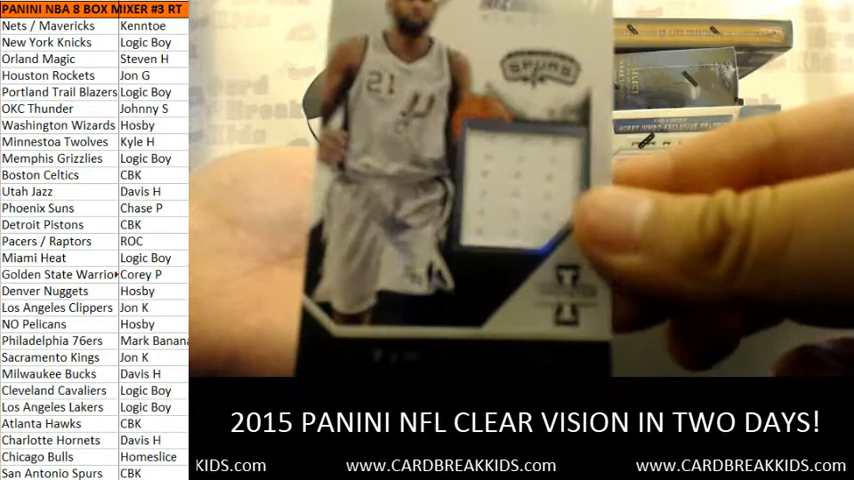 PANINI NBA 8 BOX MIXER #3 RT
Nets / Mavericks Kenntoe
New York Knicks Logic Boy
Orland Magic Steven H
Houston Rockets Jon G
Portland Trail Blazers Logic Boy
OKC Thunder Johnny S
Washington Wizards Hosby
Minnestoa Twolves Kyle H
Memphis Grizzlies Logic Boy
Boston Celtics CBK
Utah Jazz Davis H
Phoenix Suns Chase P
Detroit Pistons CBK
Pacers / Raptors ROC
Miami Heat Logic Boy
Golden State Warrio Corey P
Denver Nuggets Hosby
Los Angeles Clippers Jon K
NO Pelicans Hosby
Philadelphia 76ers Mark Banana
Sacramento Kings Jon K
Milwaukee Bucks Davis H
Cleveland Cavaliers Logic Boy
Los Angeles Lakers Logic Boy
Atlanta Hawks CBK
Charlotte Hornets Davis H
Chicago Bulls Homeslice
San Antonio Spurs CBK
SPURS
21
2015 PANINI NFL CLEAR VISION IN TWO DAYS!
KIDS.com www.CARDBREAKKIDS.com www.CARDBREAKKIDS.com